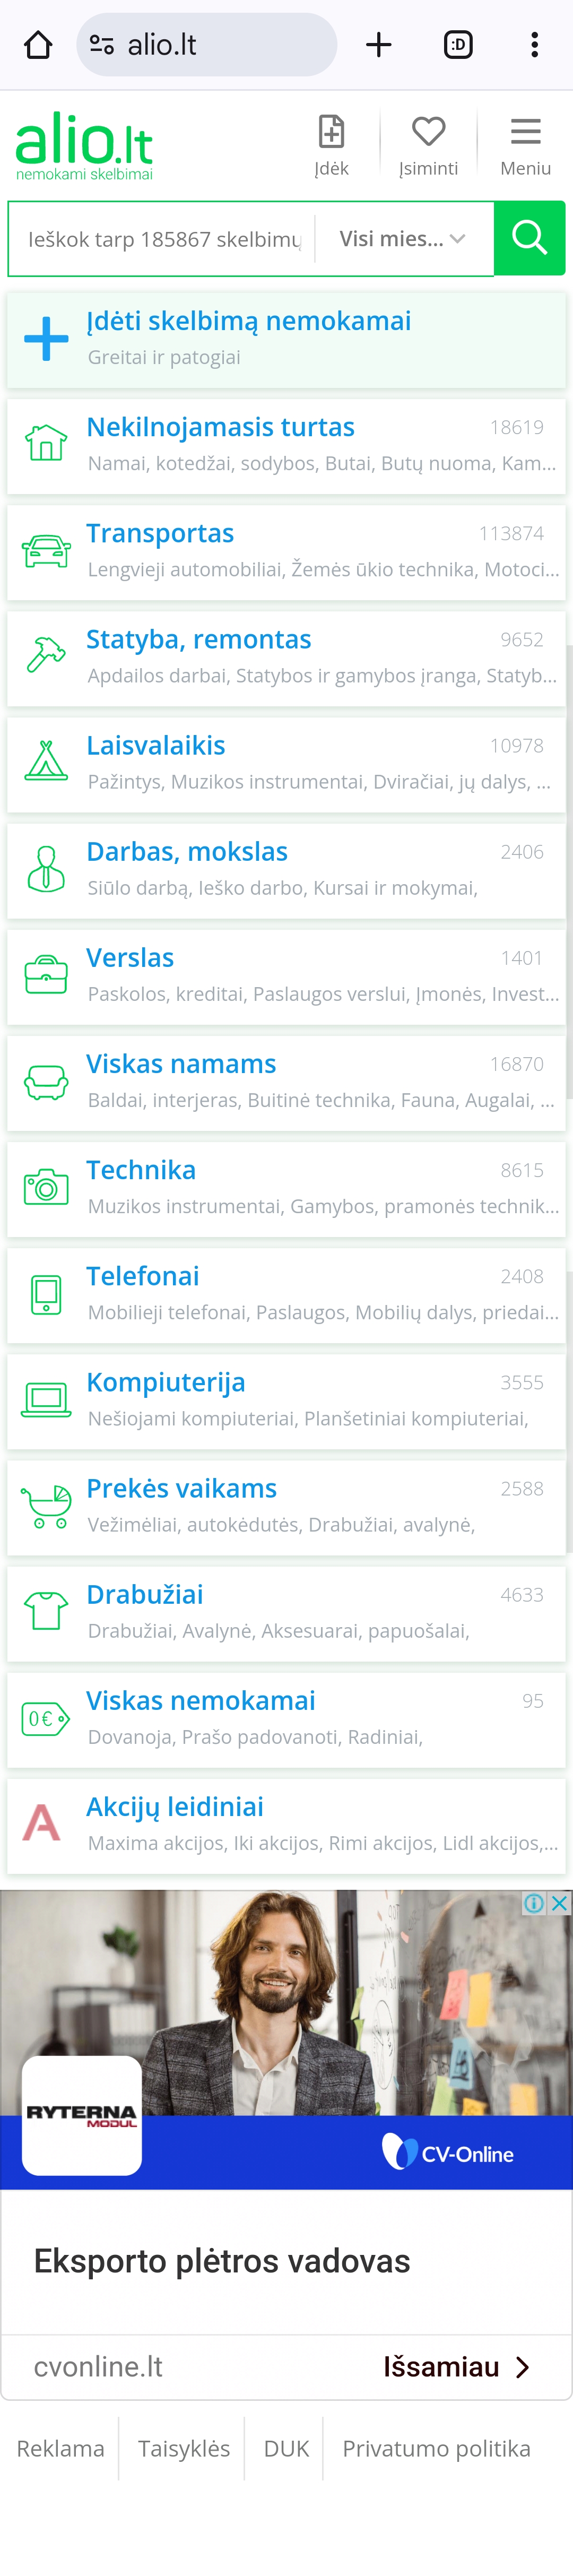 alio.lt
:D
alio.lt
nemokami skelbimai
Įdėk
Įsiminti
Meniu
Ieškok tarp 185867 skelbimų
Visi mies...
Įdėti skelbimą nemokamai
Greitai ir patogiai
Nekilnojamasis turtas 18619
Namai, kotedžai, sodybos, Butai, Butų nuoma, Kam...
Transportas 113874
Lengvieji automobiliai, Žemės ūkio technika, Motoci...
Statyba, remontas 9652
Apdailos darbai, Statybos ir gamybos įranga, Statyb...
Laisvalaikis 10978
Pažintys, Muzikos instrumentai, Dviračiai, jų dalys, ...
Darbas, mokslas 2406
Siūlo darbą, Ieško darbo, Kursai ir mokymai,
Verslas 1401
Paskolos, kreditai, Paslaugos verslui, Įmonės, Invest...
Viskas namams 16870
Baldai, interjeras, Buitinė technika, Fauna, Augalai, ...
Technika 8615
Muzikos instrumentai, Gamybos, pramonės technik...
Telefonai 2408
Mobilieji telefonai, Paslaugos, Mobilių dalys, priedai...
Kompiuterija 3555
Nešiojami kompiuteriai, Planšetiniai kompiuteriai,
Prekės vaikams 2588
Vežimėliai, autokėdutės, Drabužiai, avalynė,
Drabužiai 4633
Drabužiai, Avalynė, Aksesuarai, papuošalai,
0€
Viskas nemokamai 95
Dovanoja, Prašo padovanoti, Radiniai,
A
Akcijų leidiniai
Maxima akcijos, Iki akcijos, Rimi akcijos, Lidl akcijos,...
RYTERNA
MODUL
CV-Online
Eksporto plėtros vadovas
cvonline.lt
Išsamiau
Reklama
Taisyklės
DUK
Privatumo politika